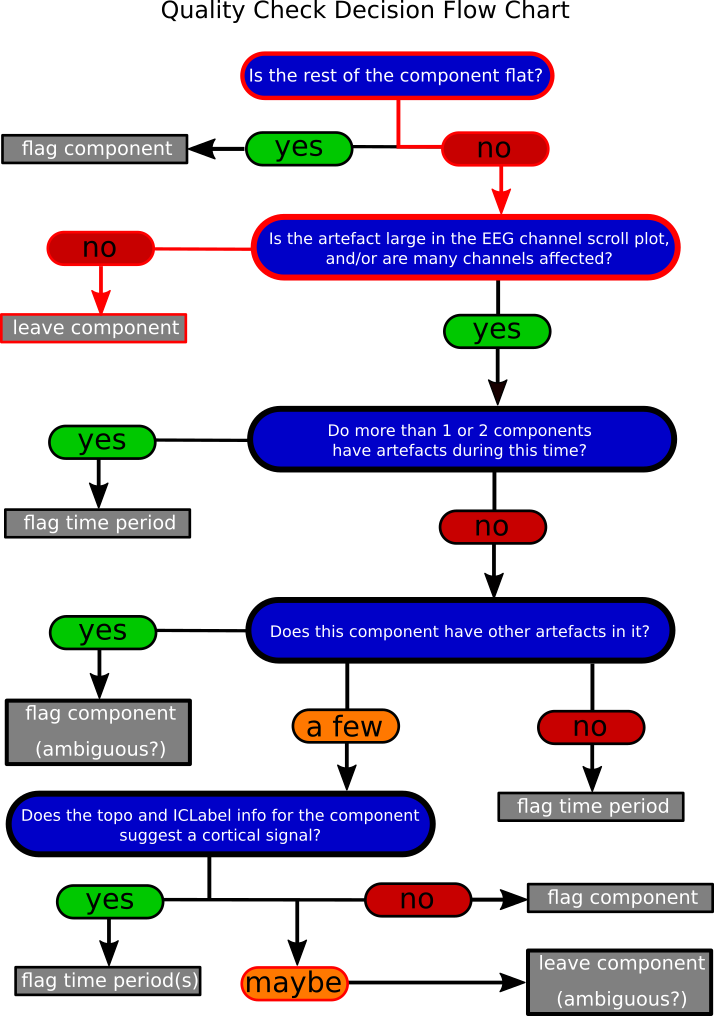 Quality Check Decision Flow Chart
Is the rest of the component flat?
flag component
yes
no
no
Is the artefact large in the EEG channel scroll plot,
and/or are many channels affected?
leave component
yes
yes
Do more than 1 or 2 components
have artefacts during this time?
flag time period
no
yes
Does this component have other artefacts in it?
flag component
(ambiguous?)
a few
no
flag time period
Does the topo and ICLabel info for the component
suggest a cortical signal?
yes
no
flag component
flag time period(s)
maybe
leave component
(ambiguous?)